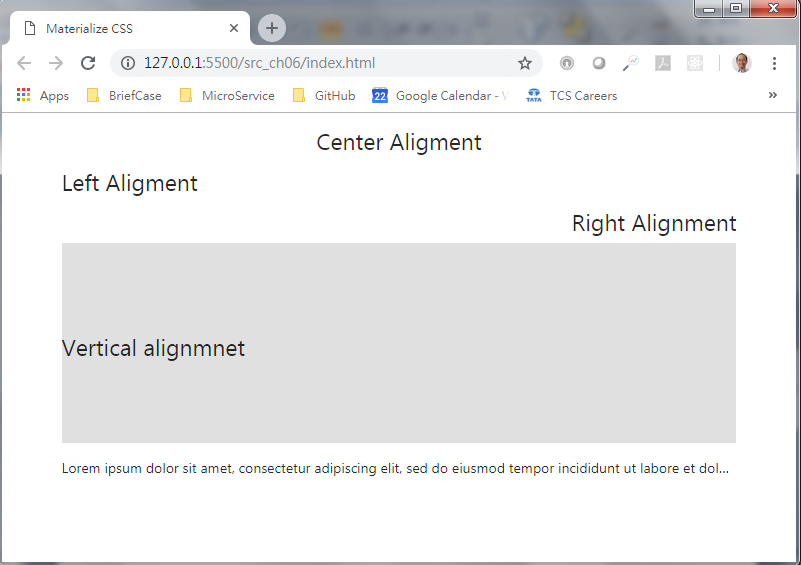 Materialize CSS
127.0.0.1:5500/src_ch06/index.html
Apps BriefCase MicroService GitHub 22 Google Calendar - TATA TCS Careers »
Center Aligment
Left Aligment
Right Alignment
Vertical alignmnet
Lorem ipsum dolor sit amet, consectetur adipiscing elit, sed do eiusmod tempor incididunt ut labore et dol...